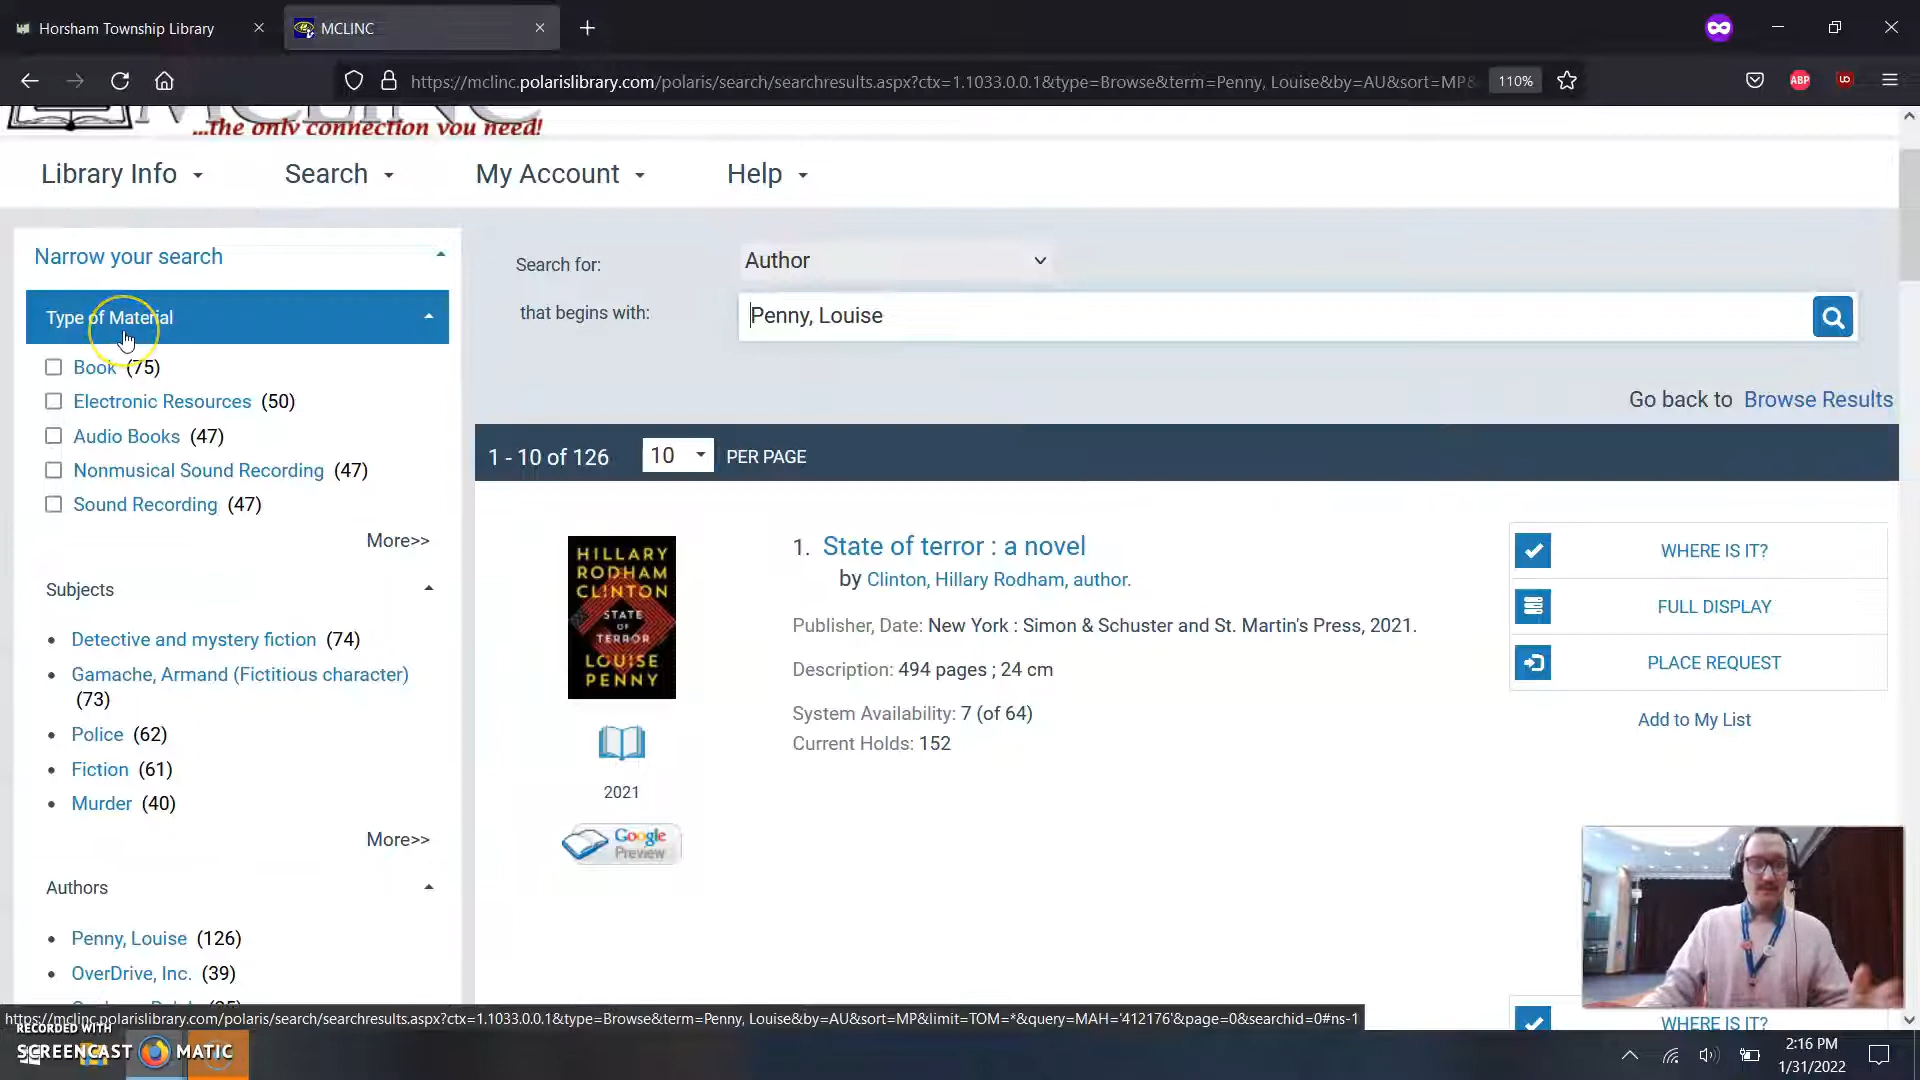 Horsham Township Library
MCLINC
https://mclinc.polarislibrary.com/polaris/search/searchresults.aspx?ctx=1.1033.0.0.1&type=Browse&term=Penny, Louise&by=AU&sort=MP&
110%
ABP
...the only connection you need!
Library Info
Search
My Account
Help
Narrow your search
Type of Material
Book (75)
Electronic Resources (50)
Audio Books (47)
Nonmusical Sound Recording (47)
Sound Recording (47)
More>>
Subjects
Detective and mystery fiction (74)
Gamache, Armand (Fictitious character)
(73)
Police (62)
Fiction (61)
Murder (40)
More>>
Authors
Penny, Louise (126)
OverDrive, Inc. (39)
Search for:
Author
that begins with:
Penny, Louise
Go back to Browse Results
1 - 10 of 126
10
PER PAGE
HILLARY
RODHAM
CLINTON
STATE
OF
TERROR
LOUISE
PENNY
2021
Google
Preview
1. State of terror : a novel
by Clinton, Hillary Rodham, author.
Publisher, Date: New York : Simon & Schuster and St. Martin's Press, 2021.
Description: 494 pages ; 24 cm
System Availability: 7 (of 64)
Current Holds: 152
WHERE IS IT?
FULL DISPLAY
PLACE REQUEST
Add to My List
WHERE IS IT?
https://mclinc.polarislibrary.com/polaris/search/searchresults.aspx?ctx=1.1033.0.0.1&type=Browse&term=Penny, Louise&by=AU&sort=MP&limit=TOM=*&query=MAH='412176'&page=0&searchid=0#ns-1
RECORDED WITH
SCREENCAST MATIC
2:16 PM
1/31/2022